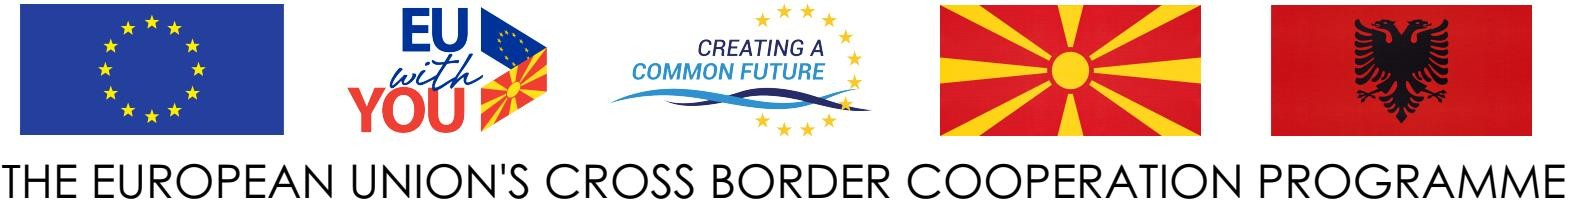 EU
with
YOU
CREATING A
COMMON FUTURE
THE EUROPEAN UNION'S CROSS BORDER COOPERATION PROGRAMME